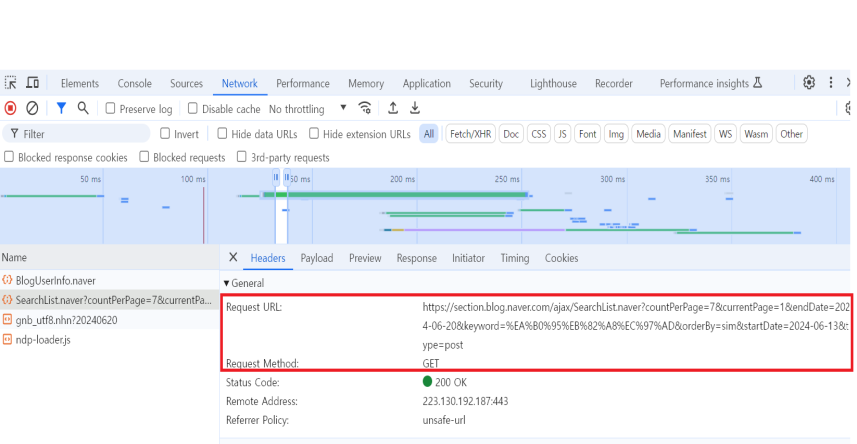 Elements Console Sources Network Performance Memory Application Security Lighthouse Recorder Performance insights
Preserve log Disable cache No throttling
Filter Invert Hide data URLs Hide extension URLs All Fetch/XHR Doc CSS JS Font Img Media Manifest WS Wasm Other
Blocked response cookies Blocked requests 3rd-party requests
50 ms 100 ms 200 ms 250 ms 300 ms 350 ms 400 ms
Name Headers Payload Preview Response Initiator Timing Cookies
BlogUserInfo.naver
SearchList.naver?countPerPage=7&currentPa...
gnb_utf8.nhn?20240620
ndp-loader.js
General
Request URL: https://section.blog.naver.com/ajax/SearchList.naver?countPerPage=7&currentPage=1&endDate=202
4-06-20&keyword=%EA%B0%95%EB%82%A8%EC%97%AD&orderBy=sim&startDate=2024-06-13&t
ype=post
Request Method: GET
Status Code: 200 OK
Remote Address: 223.130.192.187:443
Referrer Policy: unsafe-url